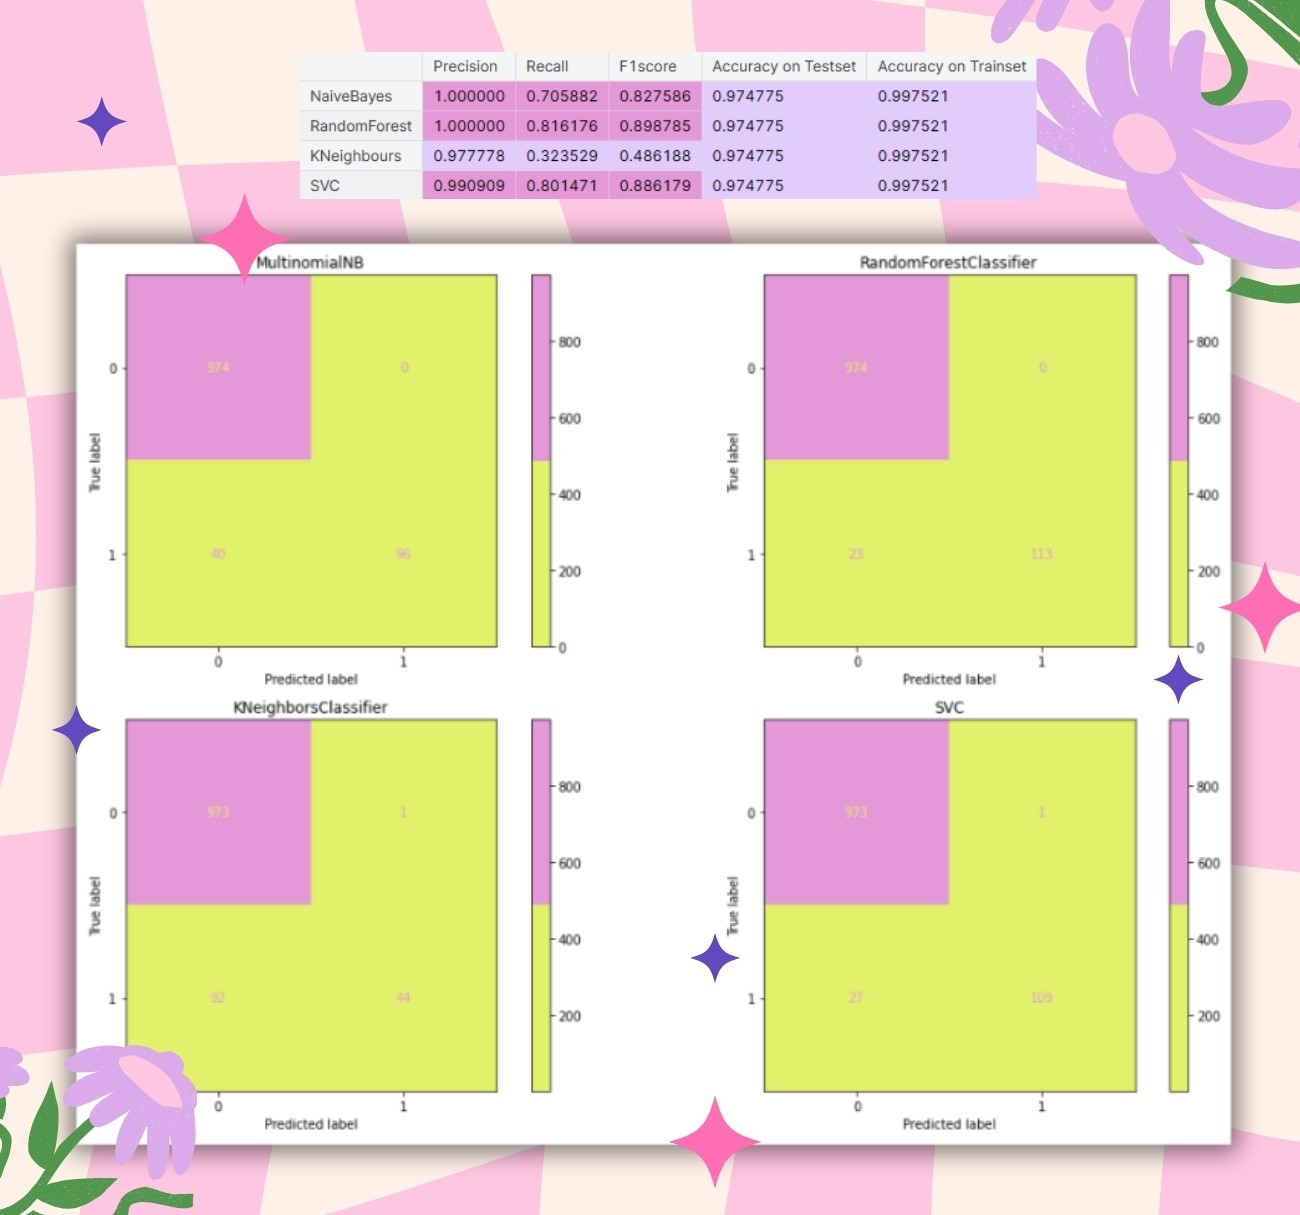 Precision Recall F1score Accuracy on Testset Accuracy on Trainset
NaiveBayes 1.000000 0.705882 0.827586 0.974775 0.997521
RandomForest 1.000000 0.816176 0.898785 0.974775 0.997521
KNeighbours 0.977778 0.323529 0.486188 0.974775 0.997521
SVC 0.990909 0.801471 0.886179 0.974775 0.997521
MultinomialNB
974 0
40 96
0
1
True label
0 1
Predicted label
800
600
400
200
0
RandomForestClassifier
974 0
23 113
0
1
True label
0 1
Predicted label
800
600
400
200
0
KNeighborsClassifier
973 1
92 44
0
1
True label
0 1
Predicted label
800
600
400
200
SVC
973 1
27 109
0
1
True label
0 1
Predicted label
800
600
400
200